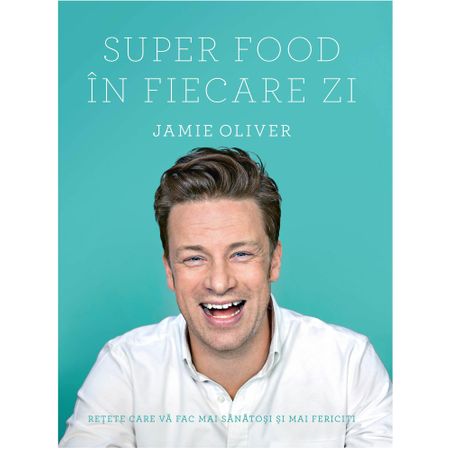 SUPER FOOD
ÎN FIECARE ZI
JAMIE OLIVER
REȚETE CARE VĂ FAC MAI SĂNĂTOȘI ȘI MAI FERICIȚI